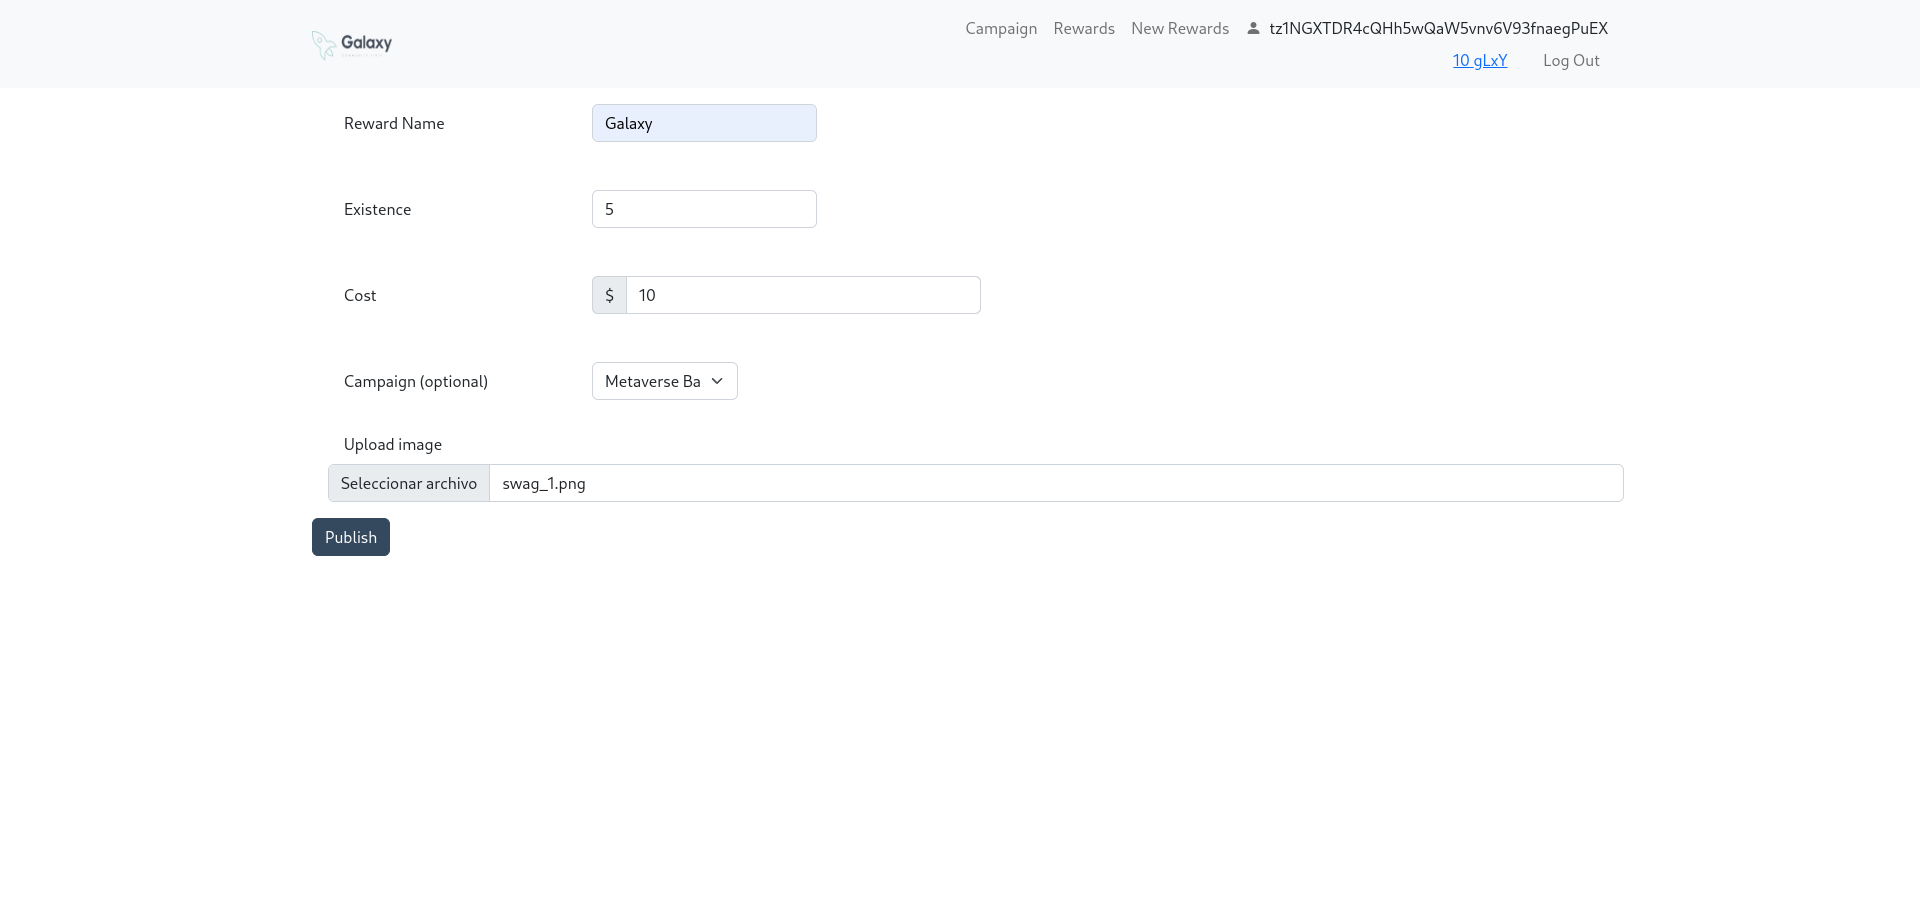 Galaxy
Campaign Rewards New Rewards tz1NGXTDR4cQHh5wQaW5vnv6V93fnaegPuEX
10 gLxY Log Out
Reward Name Galaxy
Existence 5
Cost $ 10
Campaign (optional) Metaverse Ba
Upload image
Seleccionar archivo swag_1.png
Publish